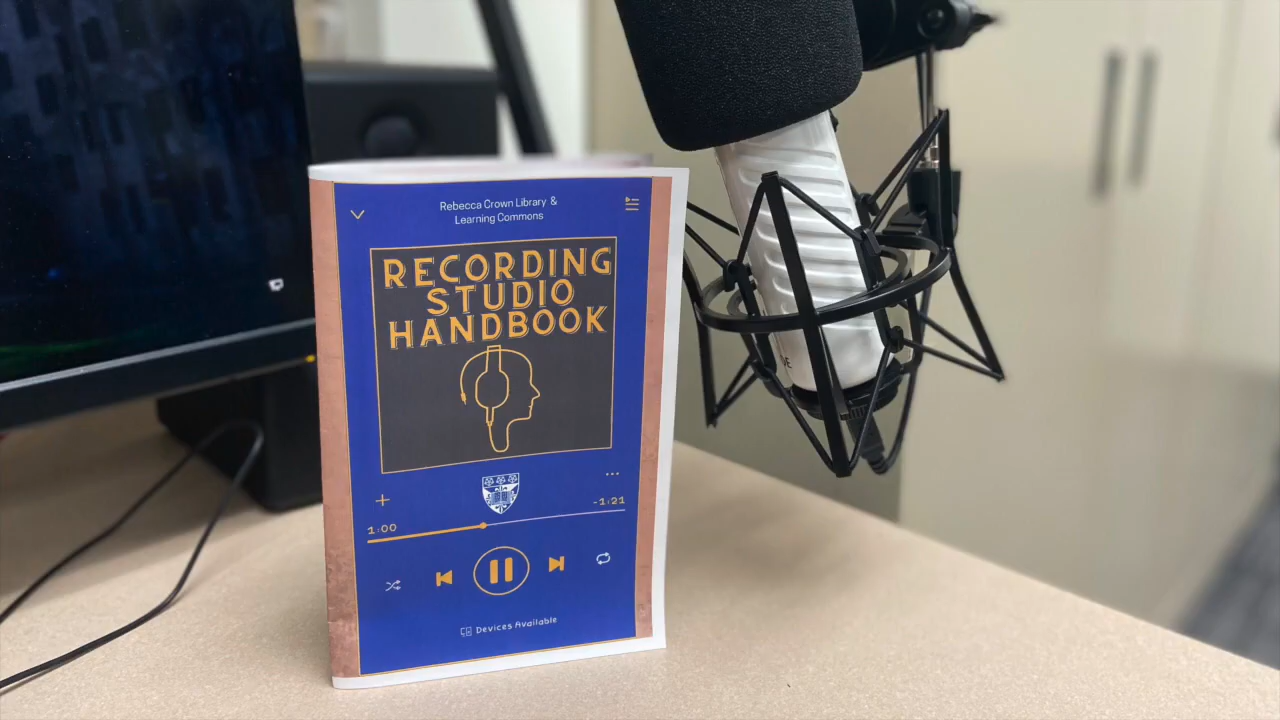 Rebecca Crown Library &
Learning Commons
RECORDING
STUDIO
HANDBOOK
-1:21
1:00
Devices Available